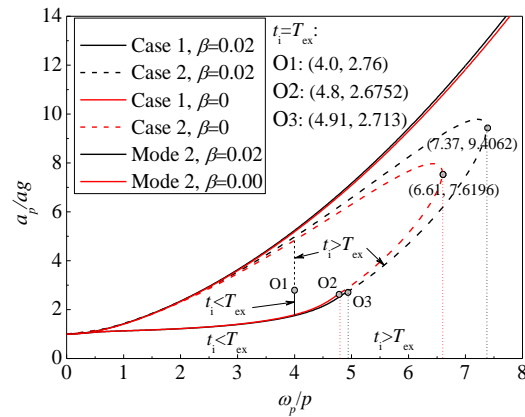 14
12
10
8
6
4
2
0
a_p/ag
Case 1, β=0.02
Case 2, β=0.02
Case 1, β=0
Case 2, β=0
Mode 2, β=0.02
Mode 2, β=0.00
t_i=T_ex:
O1: (4.0, 2.76)
O2: (4.8, 2.6752)
O3: (4.91, 2.713)
(7.37, 9.4062)
(6.61, 7.6196)
t_i>T_ex
O1
O2
O3
t_i<T_ex
t_i<T_ex
t_i>T_ex
0 1 2 3 4 5 6 7 8
ω_p/p